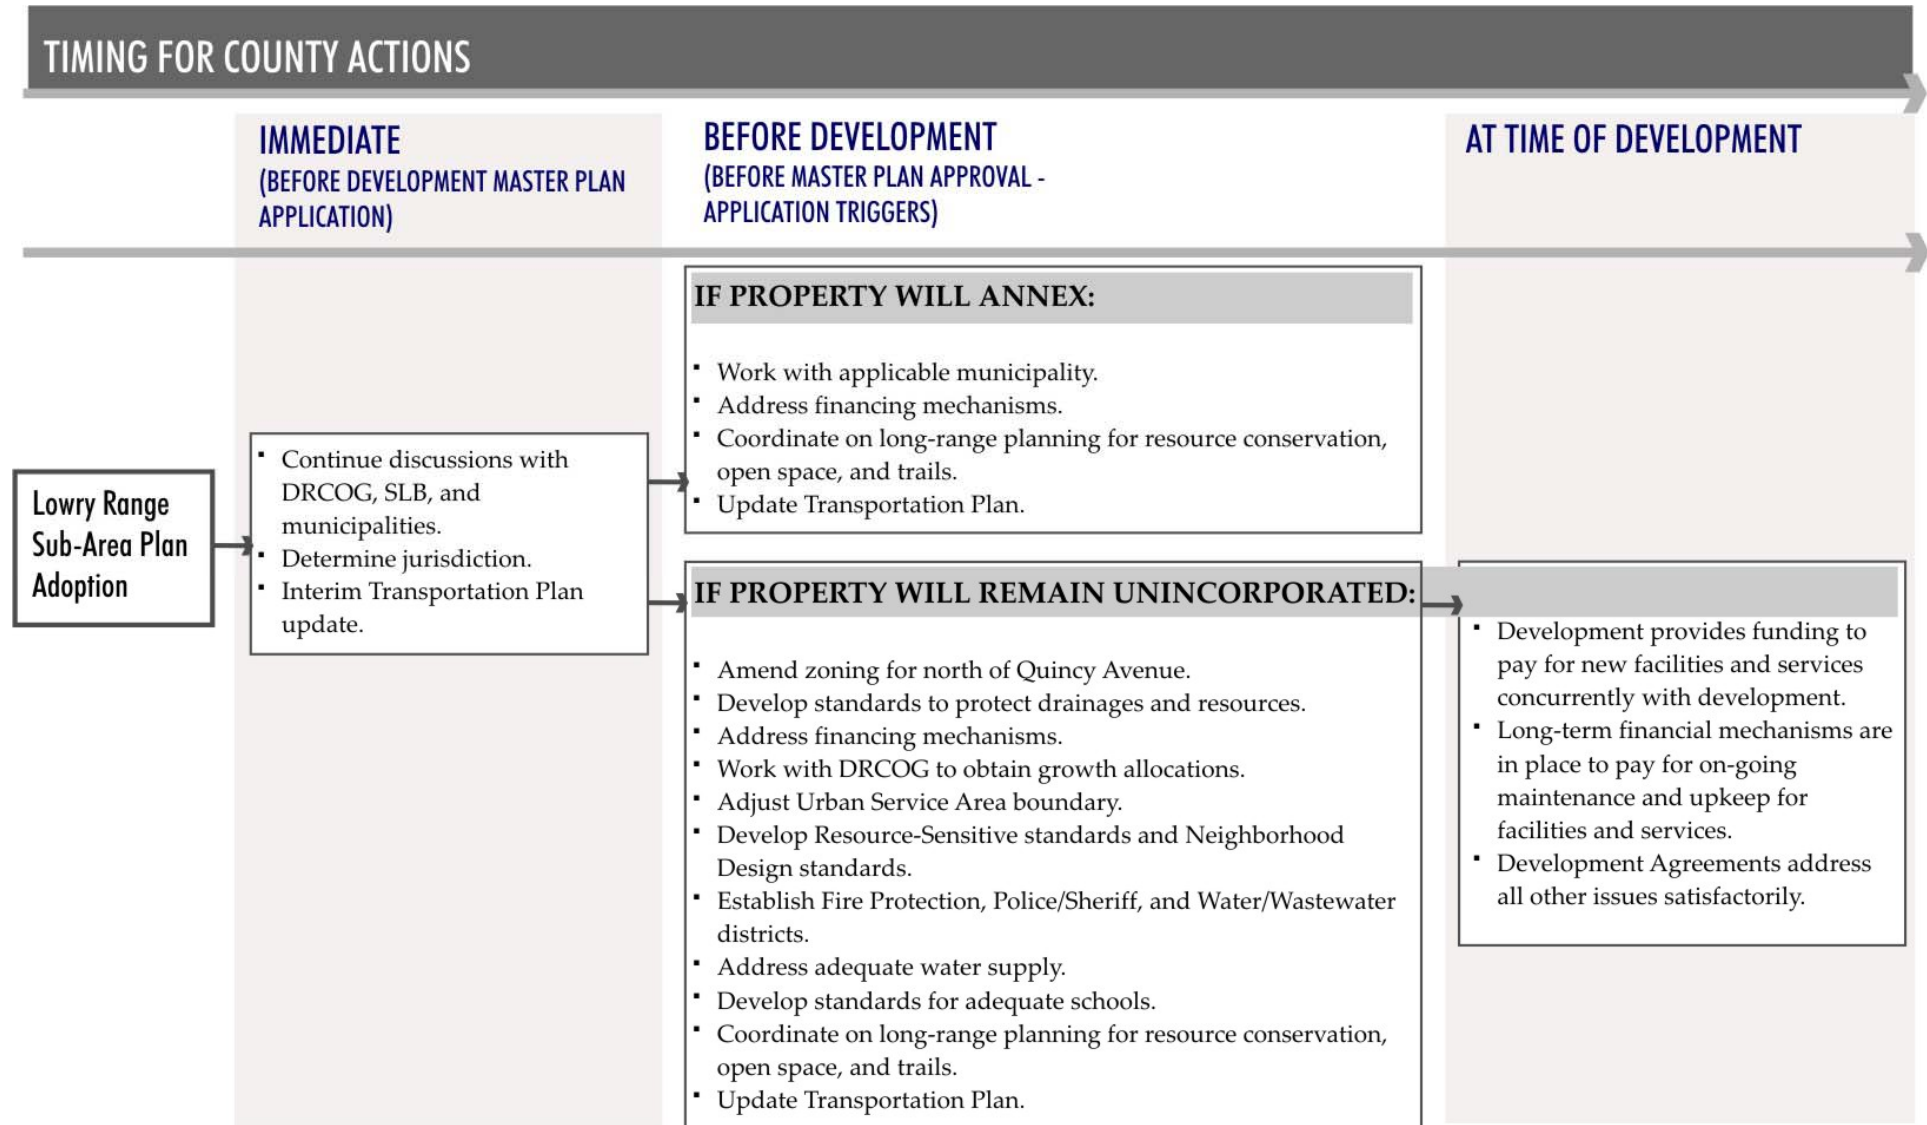 TIMING FOR COUNTY ACTIONS
IMMEDIATE
(BEFORE DEVELOPMENT MASTER PLAN
APPLICATION)
BEFORE DEVELOPMENT
(BEFORE MASTER PLAN APPROVAL -
APPLICATION TRIGGERS)
AT TIME OF DEVELOPMENT
Lowry Range
Sub-Area Plan
Adoption
▪ Continue discussions with
DRCOG, SLB, and
municipalities.
▪ Determine jurisdiction.
▪ Interim Transportation Plan
update.
IF PROPERTY WILL ANNEX:
▪ Work with applicable municipality.
▪ Address financing mechanisms.
▪ Coordinate on long-range planning for resource conservation,
open space, and trails.
▪ Update Transportation Plan.
IF PROPERTY WILL REMAIN UNINCORPORATED:
▪ Amend zoning for north of Quincy Avenue.
▪ Develop standards to protect drainages and resources.
▪ Address financing mechanisms.
▪ Work with DRCOG to obtain growth allocations.
▪ Adjust Urban Service Area boundary.
▪ Develop Resource-Sensitive standards and Neighborhood
Design standards.
▪ Establish Fire Protection, Police/Sheriff, and Water/Wastewater
districts.
▪ Address adequate water supply.
▪ Develop standards for adequate schools.
▪ Coordinate on long-range planning for resource conservation,
open space, and trails.
▪ Update Transportation Plan.
▪ Development provides funding to
pay for new facilities and services
concurrently with development.
▪ Long-term financial mechanisms are
in place to pay for on-going
maintenance and upkeep for
facilities and services.
▪ Development Agreements address
all other issues satisfactorily.